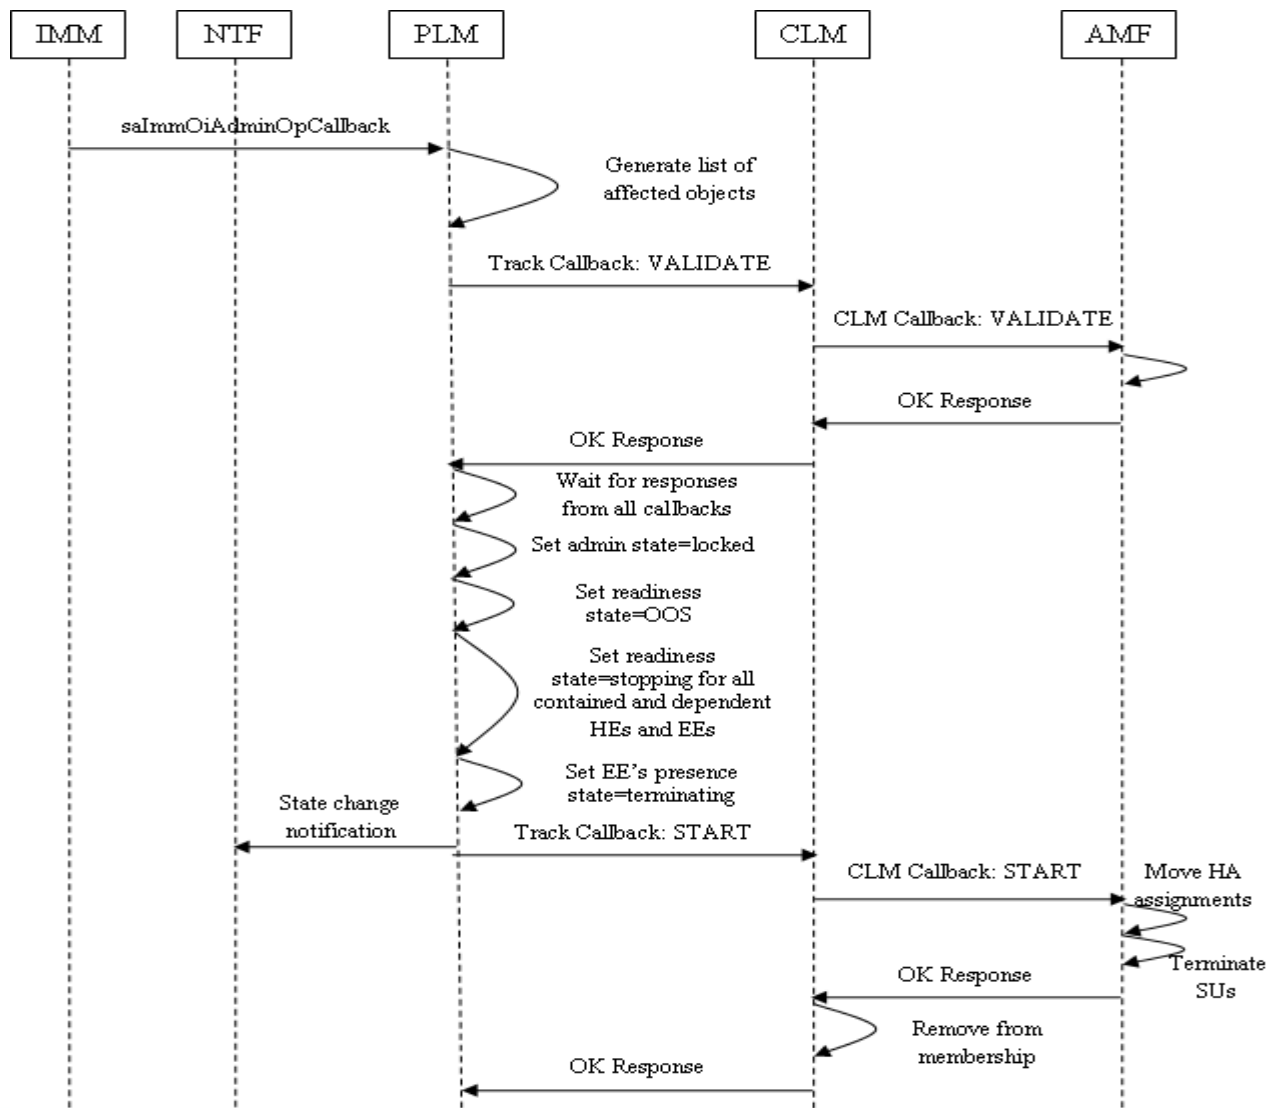 IMM NTF PLM CLM AMF
saImmOiAdminOpCallback
Generate list of
affected objects
Track Callback: VALIDATE
CLM Callback: VALIDATE
OK Response
OK Response
Wait for responses
from all callbacks
Set admin state=locked
Set readiness
state=OOS
Set readiness
state=stopping for all
contained and dependent
HEs and EEs
Set EE’s presence
state=terminating
State change
notification
Track Callback: START
CLM Callback: START
Move HA
assignments
Terminate
SUs
OK Response
Remove from
membership
OK Response